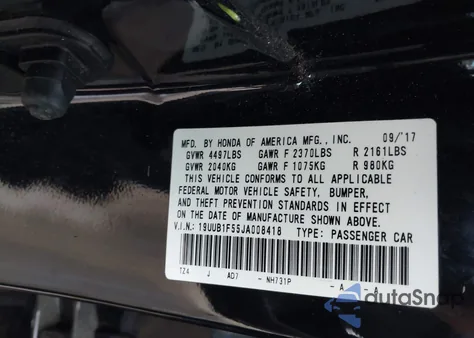 MFD. BY HONDA OF AMERICA MFG., INC. 09/'17
GVWR 4497LBS GAWR F 2370LBS R 2161LBS
GVWR 2040KG GAWR F 1075KG R 980KG
THIS VEHICLE CONFORMS TO ALL APPLICABLE
FEDERAL MOTOR VEHICLE SAFETY, BUMPER,
AND THEFT PREVENTION STANDARDS IN EFFECT
ON THE DATE OF MANUFACTURE SHOWN ABOVE.
V.I.N.: 19UUB1F55JA008418 TYPE: PASSENGER CAR
TZ4 J AD7 - NH731P -A -A
autoSnap